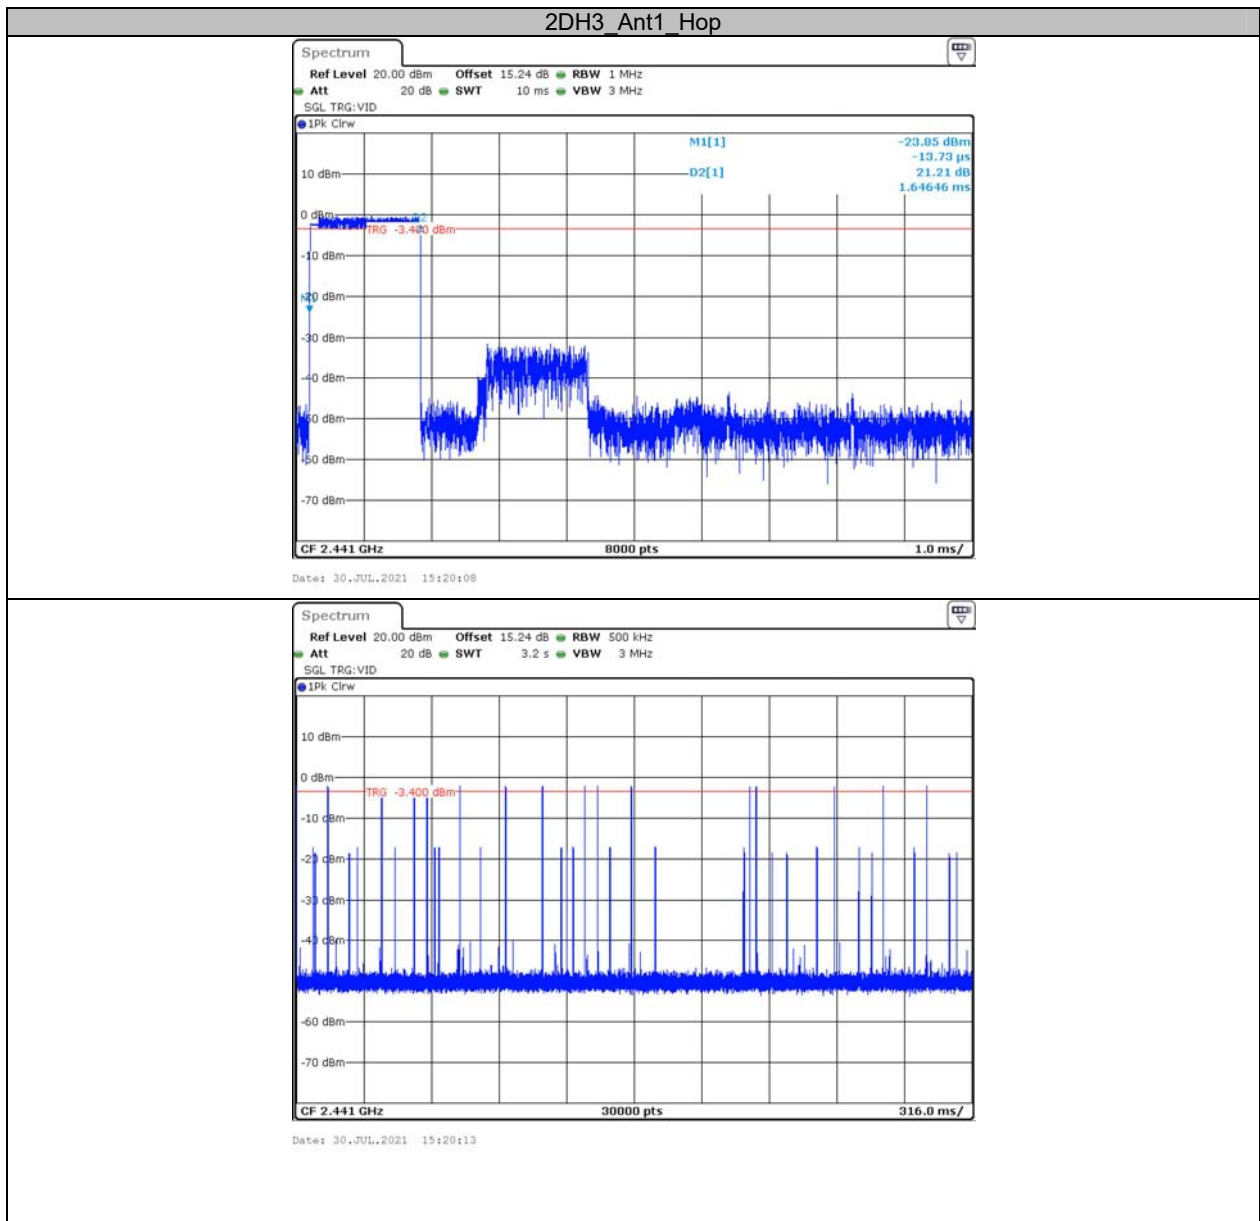 2DH3_Ant1_Hop
Spectrum
Ref Level 20.00 dBm Offset 15.24 dB RBW 1 MHz
Att 20 dB SWT 10 ms VBW 3 MHz
SGL TRG:VID
1Pk Clrw
M1[1] -23.85 dBm
-13.73 µs
10 dBm D2[1] 21.21 dB
1.64646 ms
0 dBm D2
TRG -3.400 dBm
-10 dBm
M1
-20 dBm
-30 dBm
-40 dBm
-50 dBm
-60 dBm
-70 dBm
CF 2.441 GHz 8000 pts 1.0 ms/
Date: 30.JUL.2021 15:20:08
Spectrum
Ref Level 20.00 dBm Offset 15.24 dB RBW 500 kHz
Att 20 dB SWT 3.2 s VBW 3 MHz
SGL TRG:VID
1Pk Clrw
10 dBm
0 dBm
TRG -3.400 dBm
-10 dBm
-20 dBm
-30 dBm
-40 dBm
-60 dBm
-70 dBm
CF 2.441 GHz 30000 pts 316.0 ms/
Date: 30.JUL.2021 15:20:13